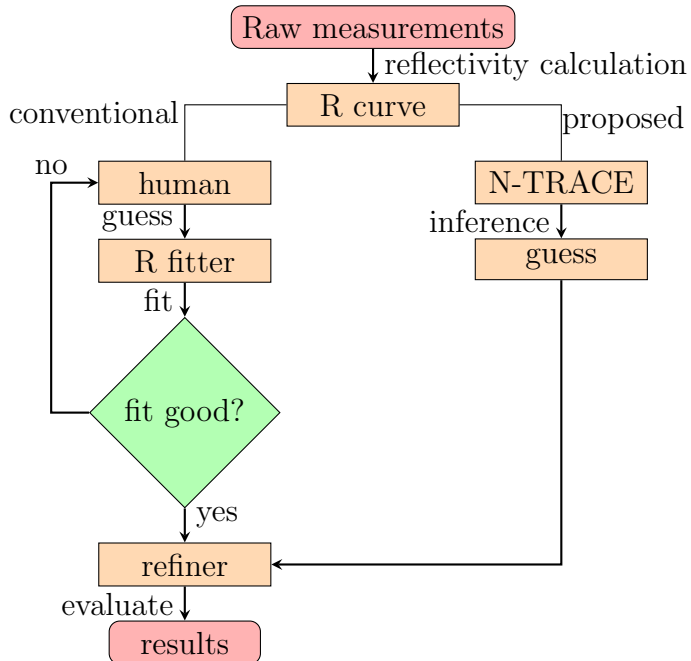 Raw measurements
reflectivity calculation
R curve
conventional
proposed
no
human
N-TRACE
guess
inference
R fitter
guess
fit
fit good?
yes
refiner
evaluate
results